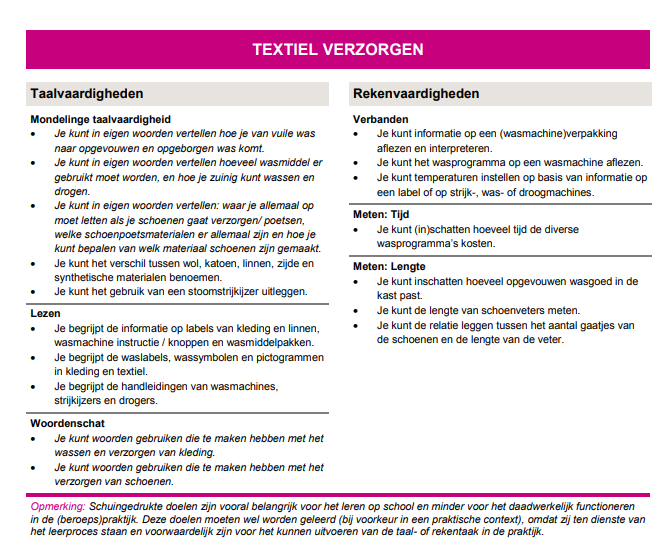 TEXTIEL VERZORGEN
Taalvaardigheden
Mondelinge taalvaardigheid
• Je kunt in eigen woorden vertellen hoe je van vuile was
naar opgevouwen en opgeborgen was komt.
• Je kunt in eigen woorden vertellen hoeveel wasmiddel er
gebruikt moet worden, en hoe je zuinig kunt wassen en
drogen.
• Je kunt in eigen woorden vertellen: waar je allemaal op
moet letten als je schoenen gaat verzorgen/ poetsen,
welke schoenpoetsmaterialen er allemaal zijn en hoe je
kunt bepalen van welk materiaal schoenen zijn gemaakt.
• Je kunt het verschil tussen wol, katoen, linnen, zijde en
synthetische materialen benoemen.
• Je kunt het gebruik van een stoomstrijkijzer uitleggen.
Lezen
• Je begrijpt de informatie op labels van kleding en linnen,
wasmachine instructie / knoppen en wasmiddelpakken.
• Je begrijpt de waslabels, wassymbolen en pictogrammen
in kleding en textiel.
• Je begrijpt de handleidingen van wasmachines,
strijkijzers en drogers.
Woordenschat
• Je kunt woorden gebruiken die te maken hebben met het
wassen en verzorgen van kleding.
• Je kunt woorden gebruiken die te maken hebben met het
verzorgen van schoenen.
Rekenvaardigheden
Verbanden
• Je kunt informatie op een (wasmachine)verpakking
aflezen en interpreteren.
• Je kunt het wasprogramma op een wasmachine aflezen.
• Je kunt temperaturen instellen op basis van informatie op
een label of op strijk-, was- of droogmachines.
Meten: Tijd
• Je kunt (in)schatten hoeveel tijd de diverse
wasprogramma's kosten.
Meten: Lengte
• Je kunt inschatten hoeveel opgevouwen wasgoed in de
kast past.
• Je kunt de lengte van schoenveters meten.
• Je kunt de relatie leggen tussen het aantal gaatjes van
de schoenen en de lengte van de veter.
Opmerking: Schuingedrukte doelen zijn vooral belangrijk voor het leren op school en minder voor het daadwerkelijk functioneren
in de (beroeps)praktijk. Deze doelen moeten wel worden geleerd (bij voorkeur in een praktische context), omdat zij ten dienste van
het leerproces staan en voorwaardelijk zijn voor het kunnen uitvoeren van de taal- of rekentaak in de praktijk.